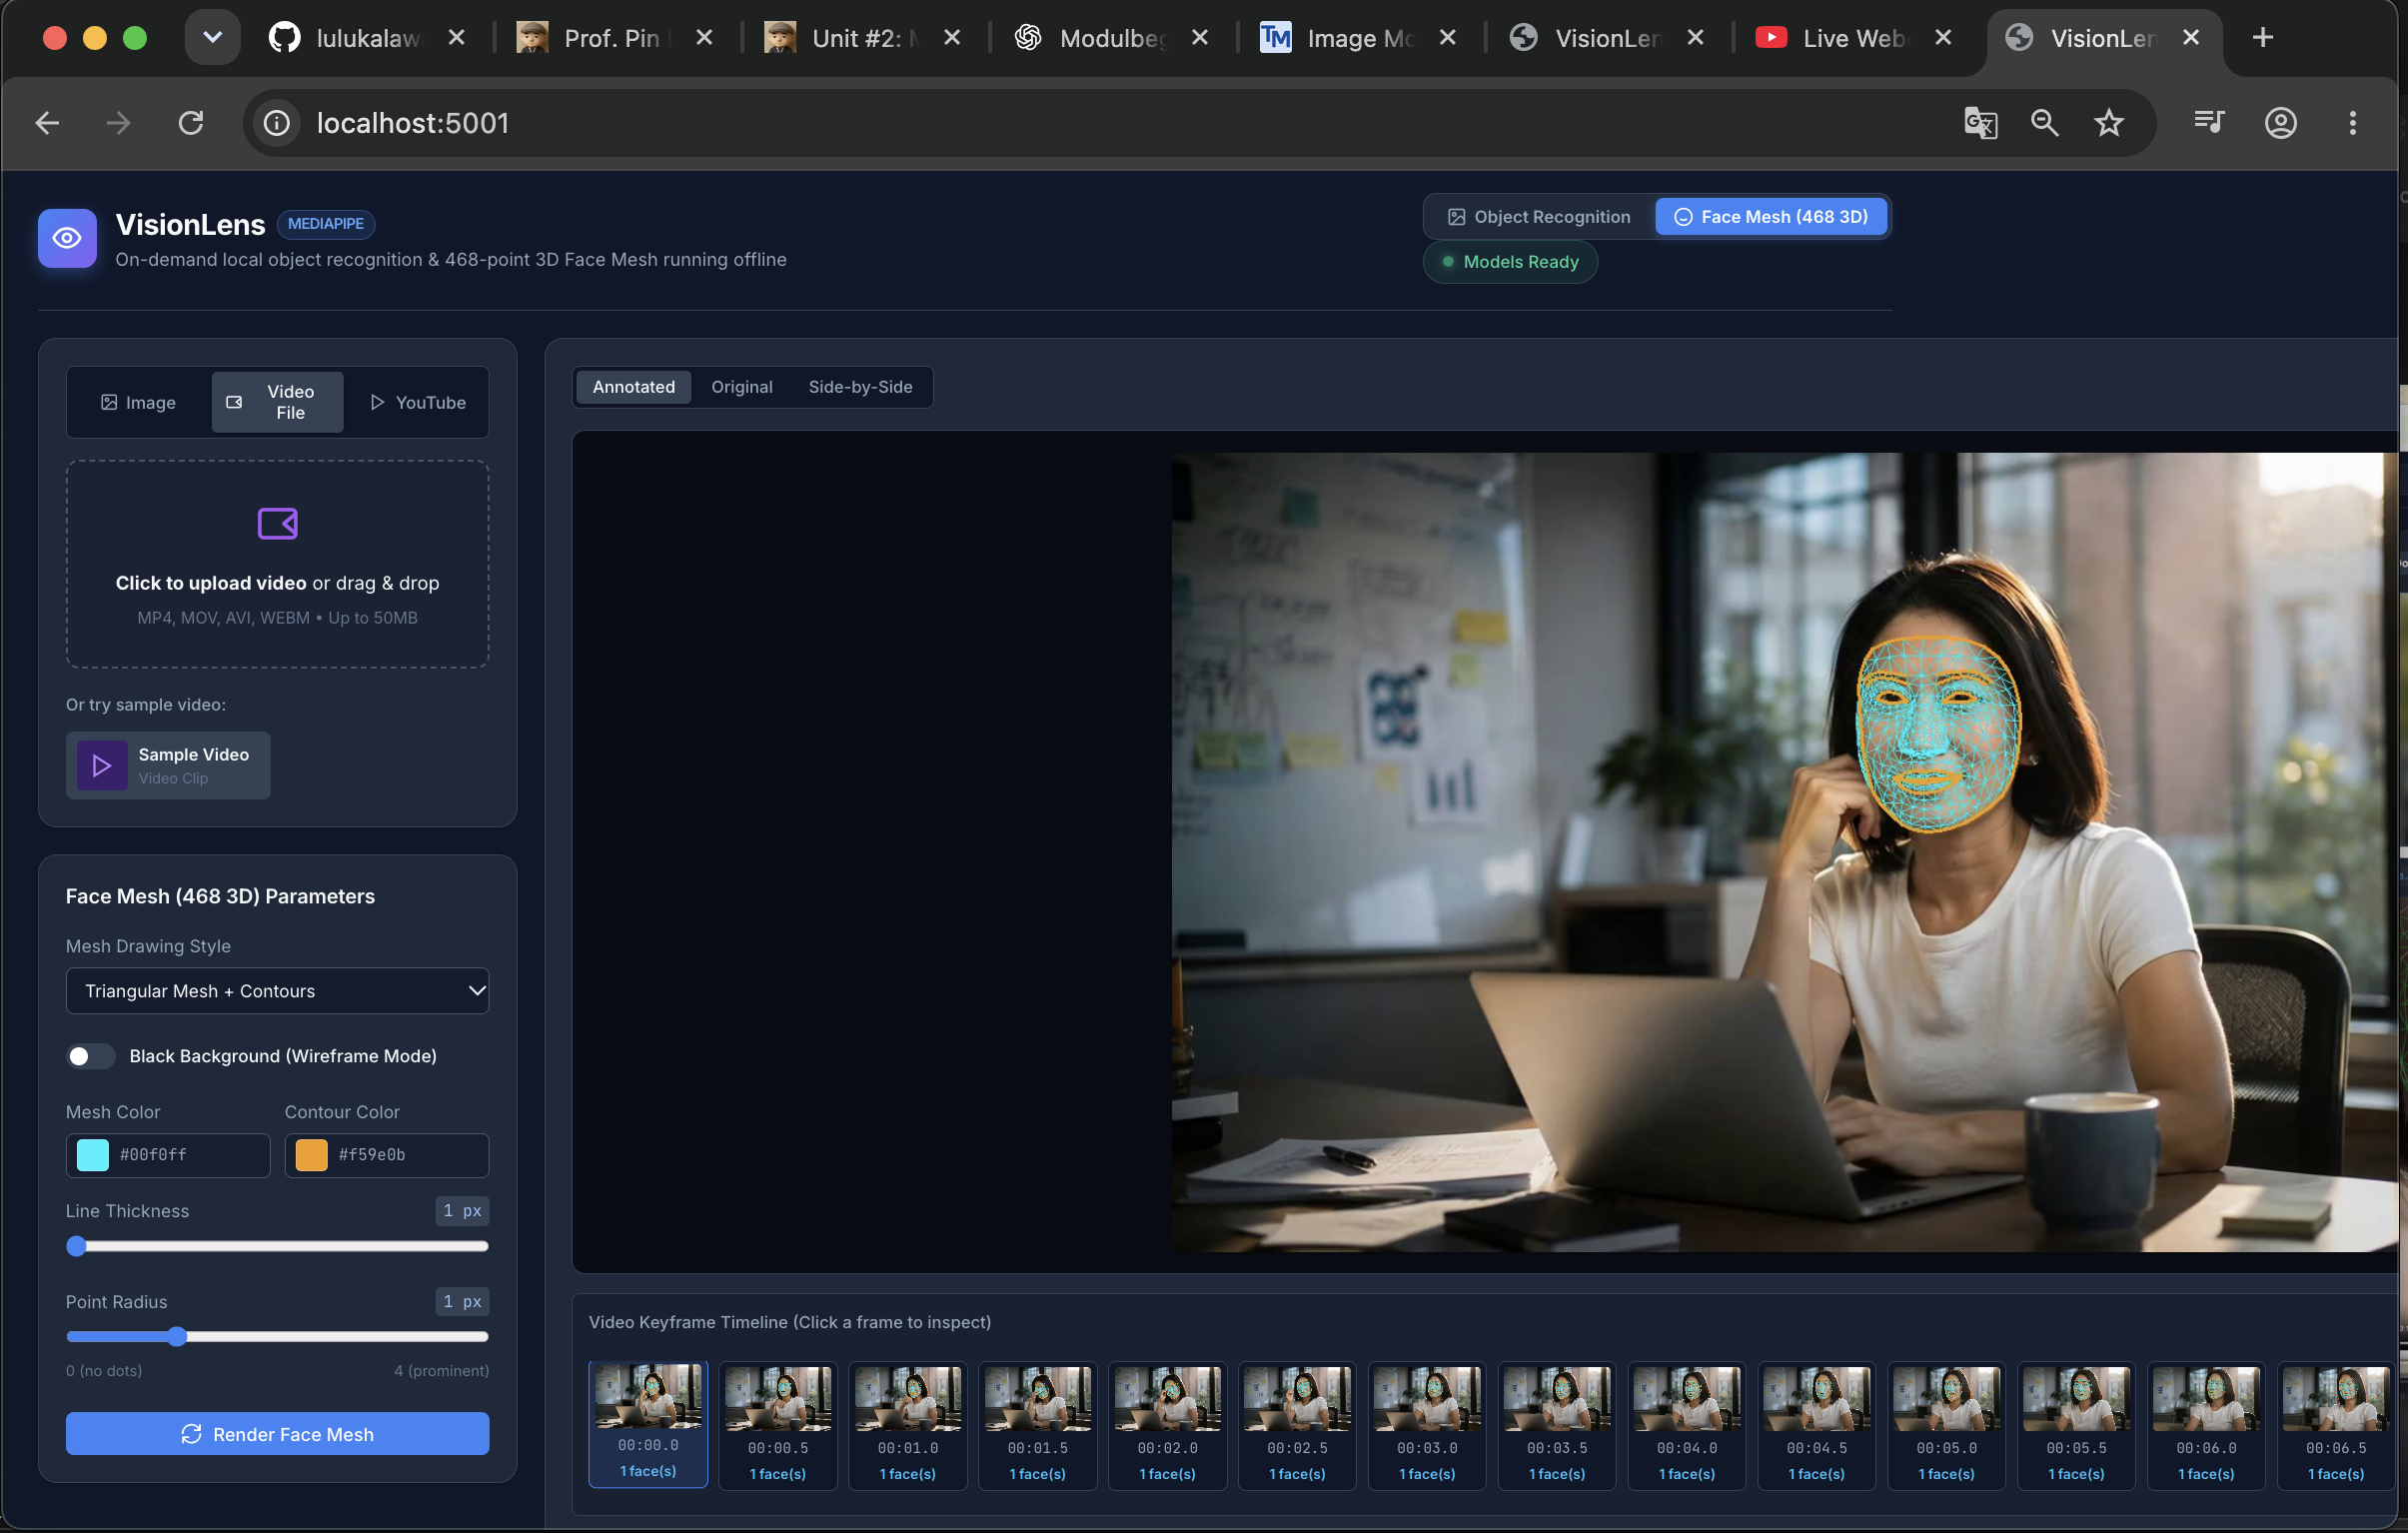 lulukalaw
Prof. Pin
Unit #2:
Modulbeg
Image Mo
VisionLen
Live Web
VisionLen
localhost:5001
VisionLens
MEDIAPIPE
On-demand local object recognition & 468-point 3D Face Mesh running offline
Object Recognition
Face Mesh (468 3D)
Models Ready
Image
Video
File
YouTube
Click to upload video or drag & drop
MP4, MOV, AVI, WEBM • Up to 50MB
Or try sample video:
Sample Video
Video Clip
Face Mesh (468 3D) Parameters
Mesh Drawing Style
Triangular Mesh + Contours
Black Background (Wireframe Mode)
Mesh Color
Contour Color
#00f0ff
#f59e0b
Line Thickness
1 px
Point Radius
1 px
0 (no dots)
4 (prominent)
Render Face Mesh
Annotated
Original
Side-by-Side
Video Keyframe Timeline (Click a frame to inspect)
00:00.0
1 face(s)
00:00.5
1 face(s)
00:01.0
1 face(s)
00:01.5
1 face(s)
00:02.0
1 face(s)
00:02.5
1 face(s)
00:03.0
1 face(s)
00:03.5
1 face(s)
00:04.0
1 face(s)
00:04.5
1 face(s)
00:05.0
1 face(s)
00:05.5
1 face(s)
00:06.0
1 face(s)
00:06.5
1 face(s)